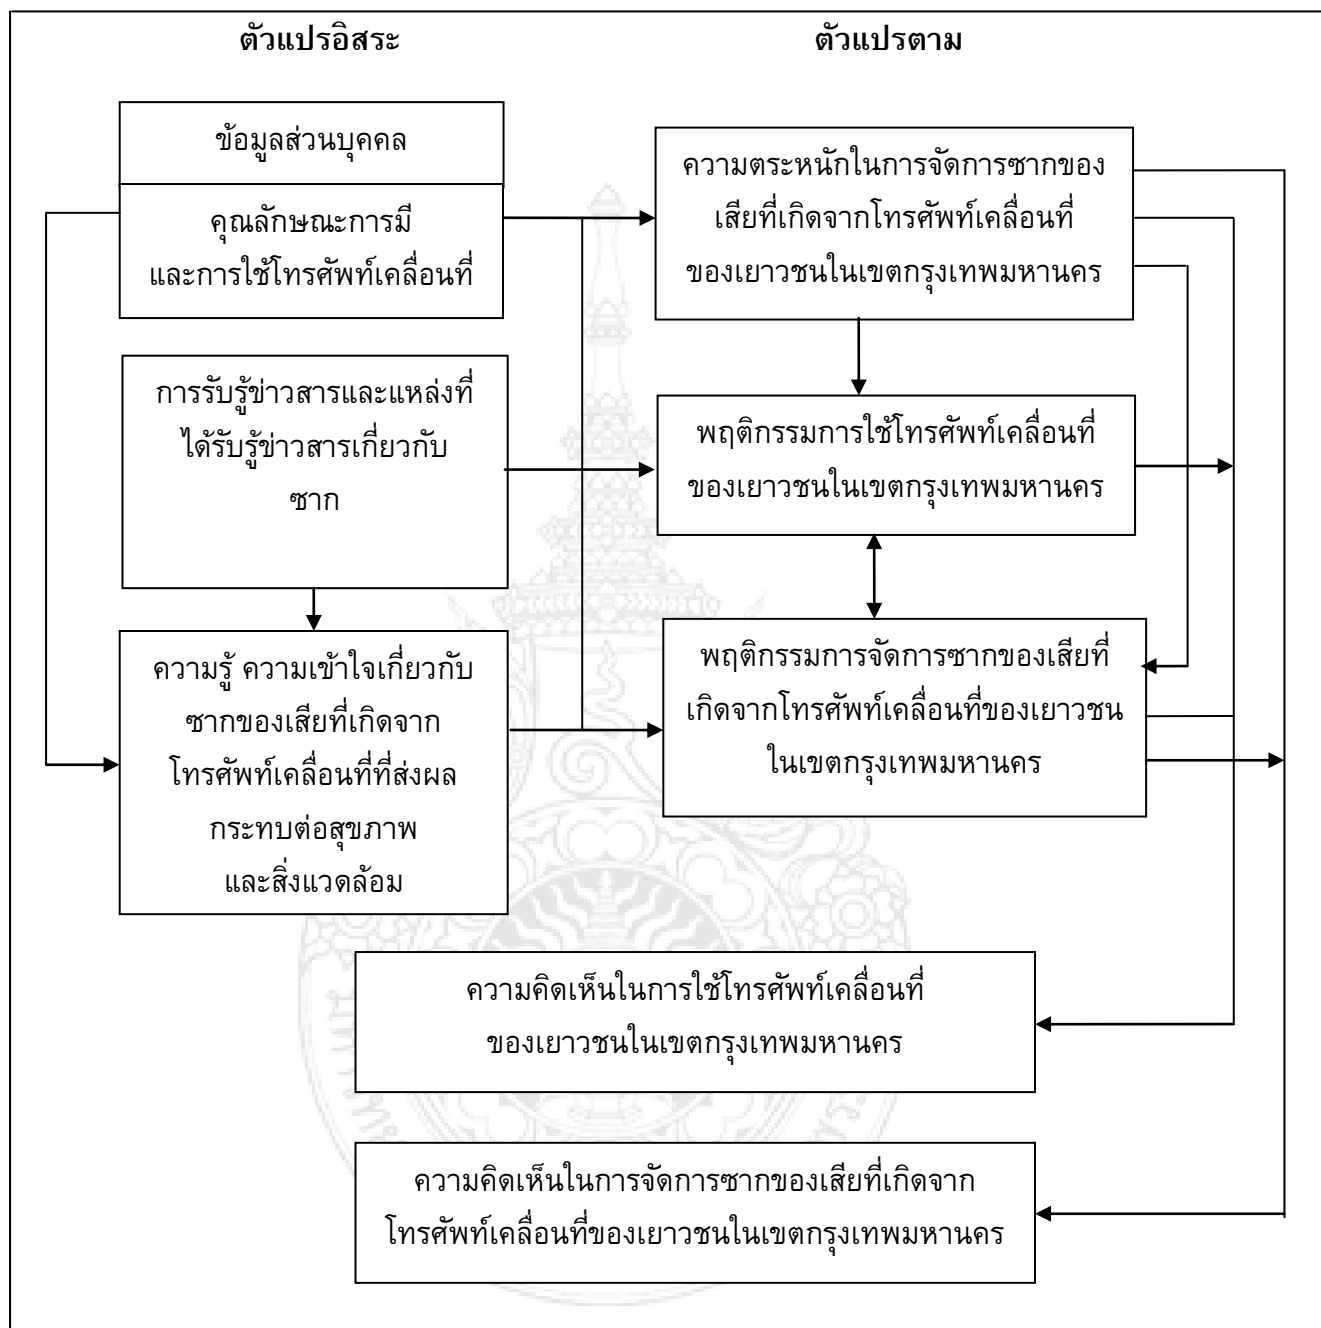 ตัวแปรอิสระ
ตัวแปรตาม
ข้อมูลส่วนบุคคล
คุณลักษณะการมี
และการใช้โทรศัพท์เคลื่อนที่
การรับรู้ข่าวสารและแหล่งที่
ได้รับรู้ข่าวสารเกี่ยวกับ
ซาก
ความรู้ ความเข้าใจเกี่ยวกับ
ซากของเสียที่เกิดจาก
โทรศัพท์เคลื่อนที่ที่ส่งผล
กระทบต่อสุขภาพ
และสิ่งแวดล้อม
ความตระหนักในการจัดการซากของ
เสียที่เกิดจากโทรศัพท์เคลื่อนที่
ของเยาวชนในเขตกรุงเทพมหานคร
พฤติกรรมการใช้โทรศัพท์เคลื่อนที่
ของเยาวชนในเขตกรุงเทพมหานคร
พฤติกรรมการจัดการซากของเสียที่
เกิดจากโทรศัพท์เคลื่อนที่ของเยาวชน
ในเขตกรุงเทพมหานคร
ความคิดเห็นในการใช้โทรศัพท์เคลื่อนที่
ของเยาวชนในเขตกรุงเทพมหานคร
ความคิดเห็นในการจัดการซากของเสียที่เกิดจาก
โทรศัพท์เคลื่อนที่ของเยาวชนในเขตกรุงเทพมหานคร